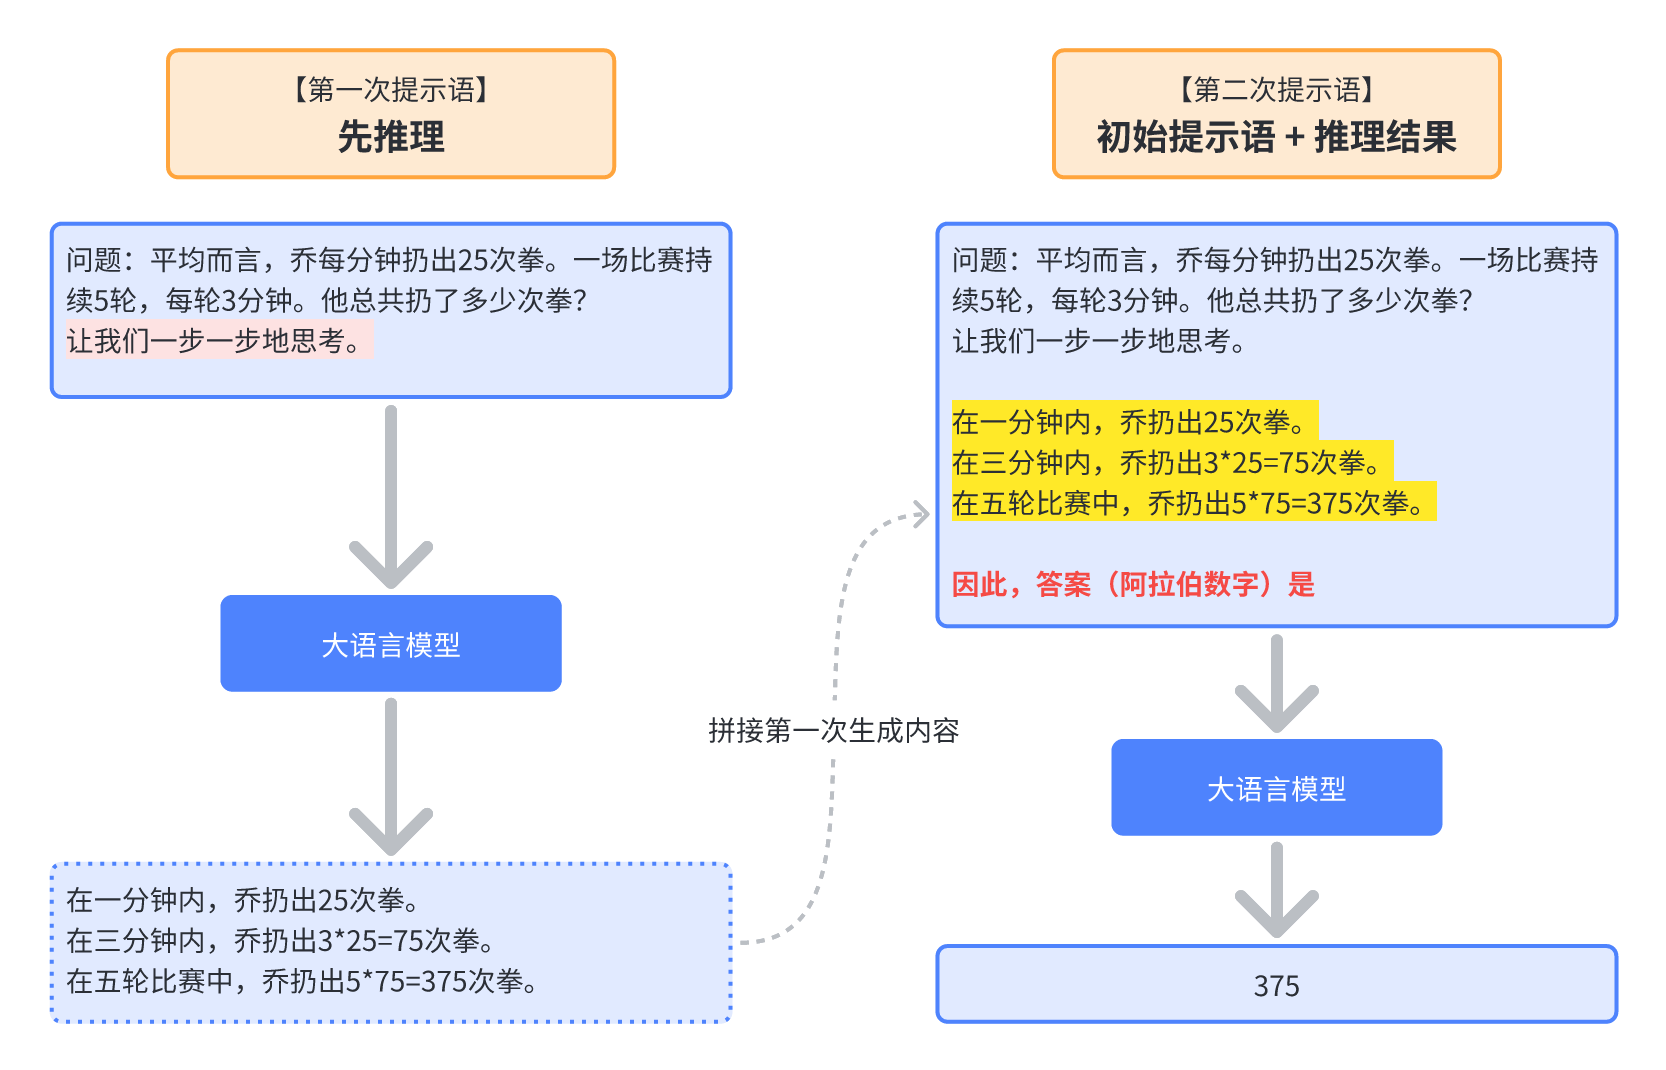 【第一次提示语】
先推理
问题：平均而言，乔每分钟扔出25次拳。一场比赛持
续5轮，每轮3分钟。他总共扔了多少次拳？
让我们一步一步地思考。
大语言模型
在一分钟内，乔扔出25次拳。
在三分钟内，乔扔出3*25=75次拳。
在五轮比赛中，乔扔出5*75=375次拳。
拼接第一次生成内容
【第二次提示语】
初始提示语 + 推理结果
问题：平均而言，乔每分钟扔出25次拳。一场比赛持
续5轮，每轮3分钟。他总共扔了多少次拳？
让我们一步一步地思考。
在一分钟内，乔扔出25次拳。
在三分钟内，乔扔出3*25=75次拳。
在五轮比赛中，乔扔出5*75=375次拳。
因此，答案（阿拉伯数字）是
大语言模型
375